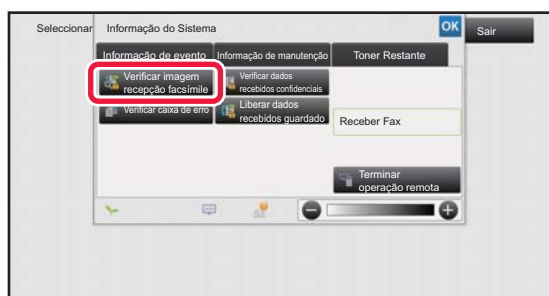 Seleccionar
Informação do Sistema
OK
Sair
Informação de evento
Informação de manutenção
Toner Restante
Verificar imagem
recepção facsímile
Verificar dados
recebidos confidenciais
Verificar caixa de erro
Liberar dados
recebidos guardado
Receber Fax
Terminar
operação remota